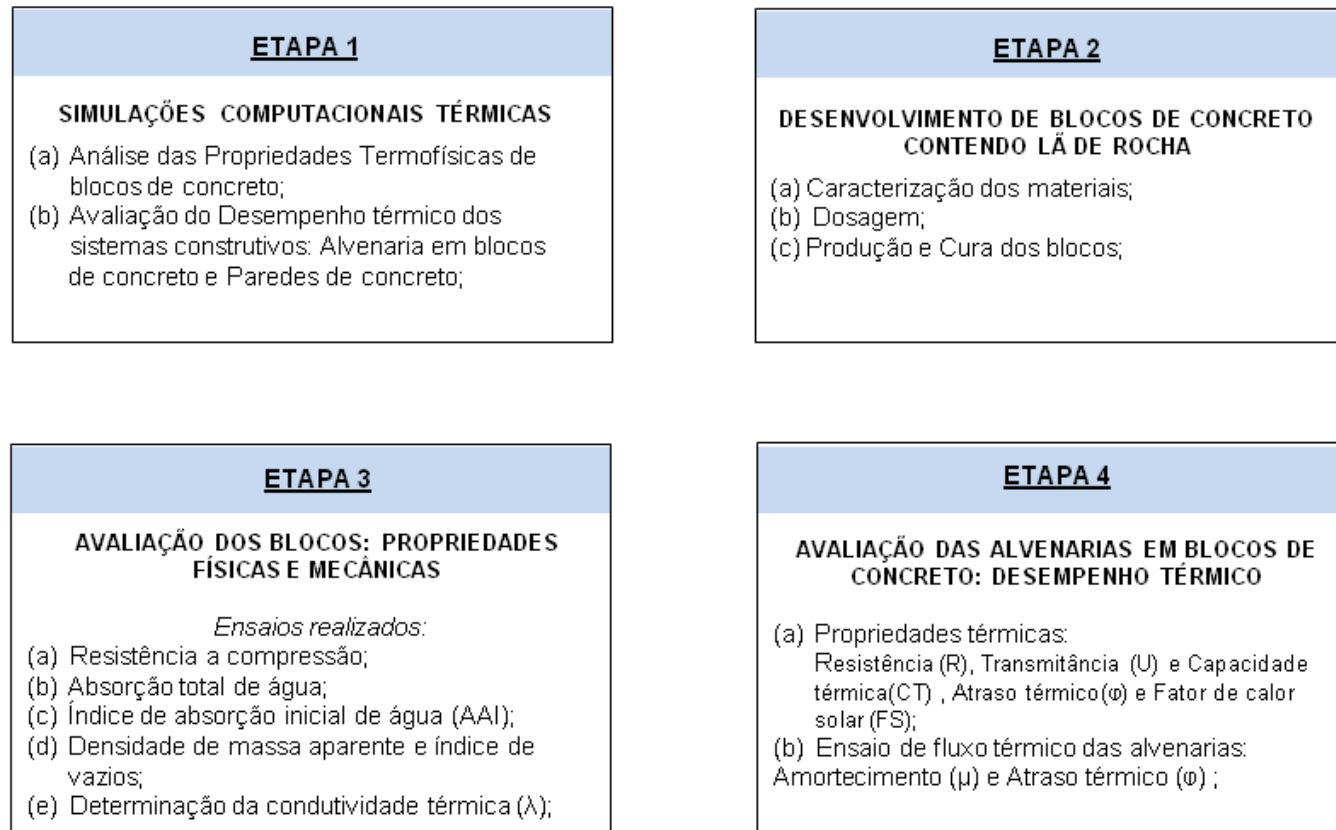 ETAPA 1
SIMULAÇÕES COMPUTACIONAIS TÉRMICAS
(a) Análise das Propriedades Termofísicas de
blocos de concreto;
(b) Avaliação do Desempenho térmico dos
sistemas construtivos: Alvenaria em blocos
de concreto e Paredes de concreto;
ETAPA 2
DESENVOLVIMENTO DE BLOCOS DE CONCRETO
CONTENDO LÃ DE ROCHA
(a) Caracterização dos materiais;
(b) Dosagem;
(c) Produção e Cura dos blocos;
ETAPA 3
AVALIAÇÃO DOS BLOCOS: PROPRIEDADES
FÍSICAS E MECÂNICAS
Ensaios realizados:
(a) Resistência a compressão;
(b) Absorção total de água;
(c) Índice de absorção inicial de água (AAI);
(d) Densidade de massa aparente e índice de
vazios;
(e) Determinação da condutividade térmica (λ);
ETAPA 4
AVALIAÇÃO DAS ALVENARIAS EM BLOCOS DE
CONCRETO: DESEMPENHO TÉRMICO
(a) Propriedades térmicas:
Resistência (R), Transmitância (U) e Capacidade
térmica(CT) , Atraso térmico(φ) e Fator de calor
solar (FS);
(b) Ensaio de fluxo térmico das alvenarias:
Amortecimento (μ) e Atraso térmico (φ) ;